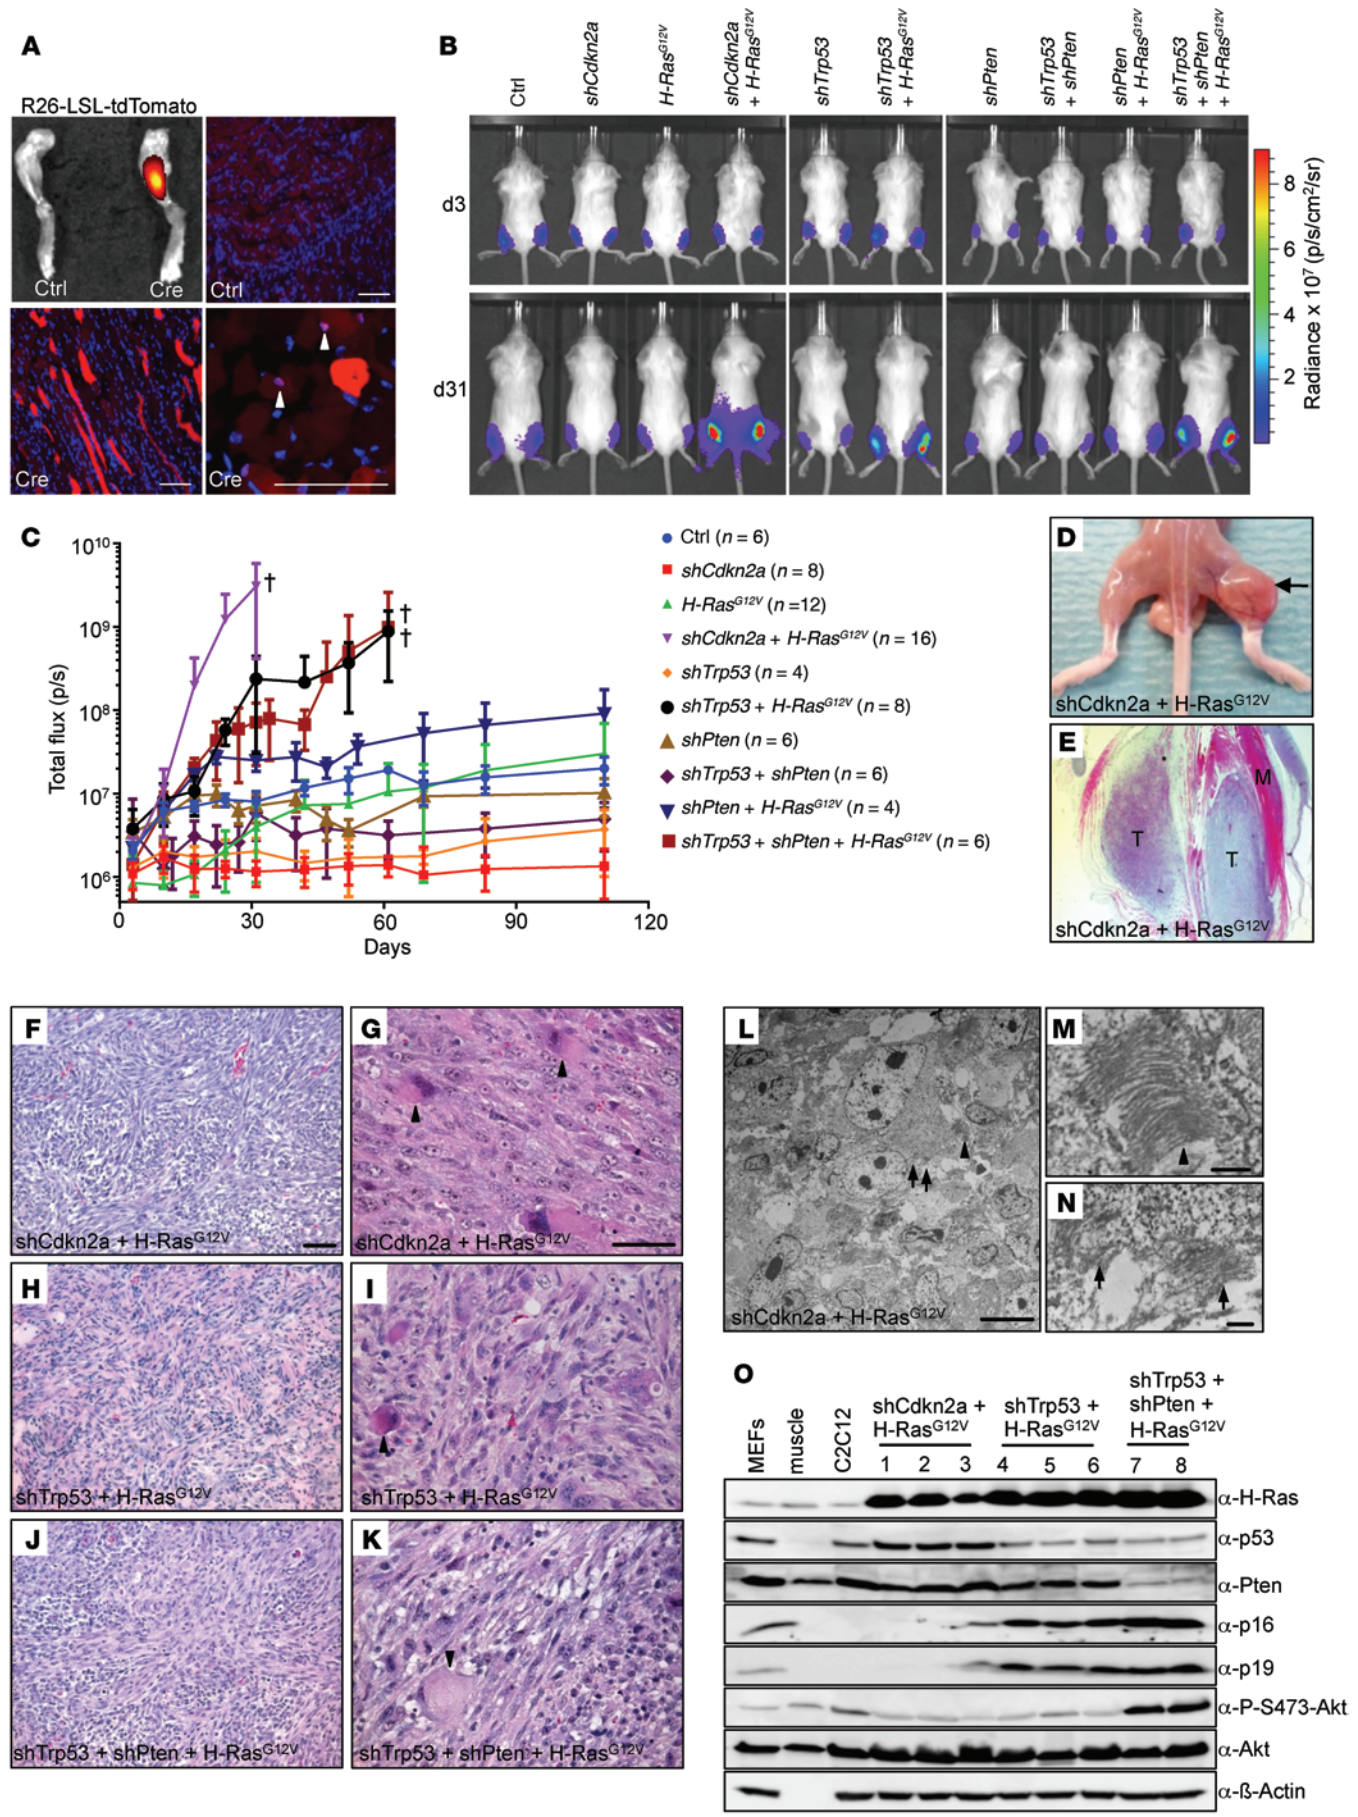 A
R26-LSL-tdTomato
Ctrl
Cre
Ctrl
Cre
Cre
B
Ctrl
shCdkn2a
H-RasG12V
shCdkn2a
+ H-RasG12V
shTrp53
shTrp53
+ H-RasG12V
shPten
shTrp53
+ shPten
shPten
+ H-RasG12V
shTrp53
+ shPten
+ H-RasG12V
d3
d31
8
6
4
2
Radiance x 10⁷ (p/s/cm²/sr)
C
Total flux (p/s)
10¹⁰
10⁹
10⁸
10⁷
10⁶
0
30
60
90
120
Days
†
†
†
Ctrl (n = 6)
shCdkn2a (n = 8)
H-RasG12V (n =12)
shCdkn2a + H-RasG12V (n = 16)
shTrp53 (n = 4)
shTrp53 + H-RasG12V (n = 8)
shPten (n = 6)
shTrp53 + shPten (n = 6)
shPten + H-RasG12V (n = 4)
shTrp53 + shPten + H-RasG12V (n = 6)
D
shCdkn2a + H-RasG12V
E
M
T
T
shCdkn2a + H-RasG12V
F
shCdkn2a + H-RasG12V
G
shCdkn2a + H-RasG12V
H
shTrp53 + H-RasG12V
I
shTrp53 + H-RasG12V
J
shTrp53 + shPten + H-RasG12V
K
shTrp53 + shPten + H-RasG12V
L
shCdkn2a + H-RasG12V
M
N
O
MEFs
muscle
C2C12
shCdkn2a +
H-RasG12V
shTrp53 +
H-RasG12V
shTrp53 +
shPten +
H-RasG12V
1 2 3 4 5 6 7 8
α-H-Ras
α-p53
α-Pten
α-p16
α-p19
α-P-S473-Akt
α-Akt
α-ß-Actin